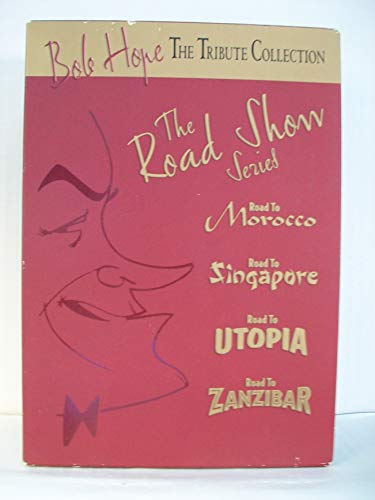 Bob Hope THE TRIBUTE COLLECTION
The
Road Show
Series
Road To
Morocco
Road To
Singapore
Road To
UTOPIA
Road To
ZANZIBAR